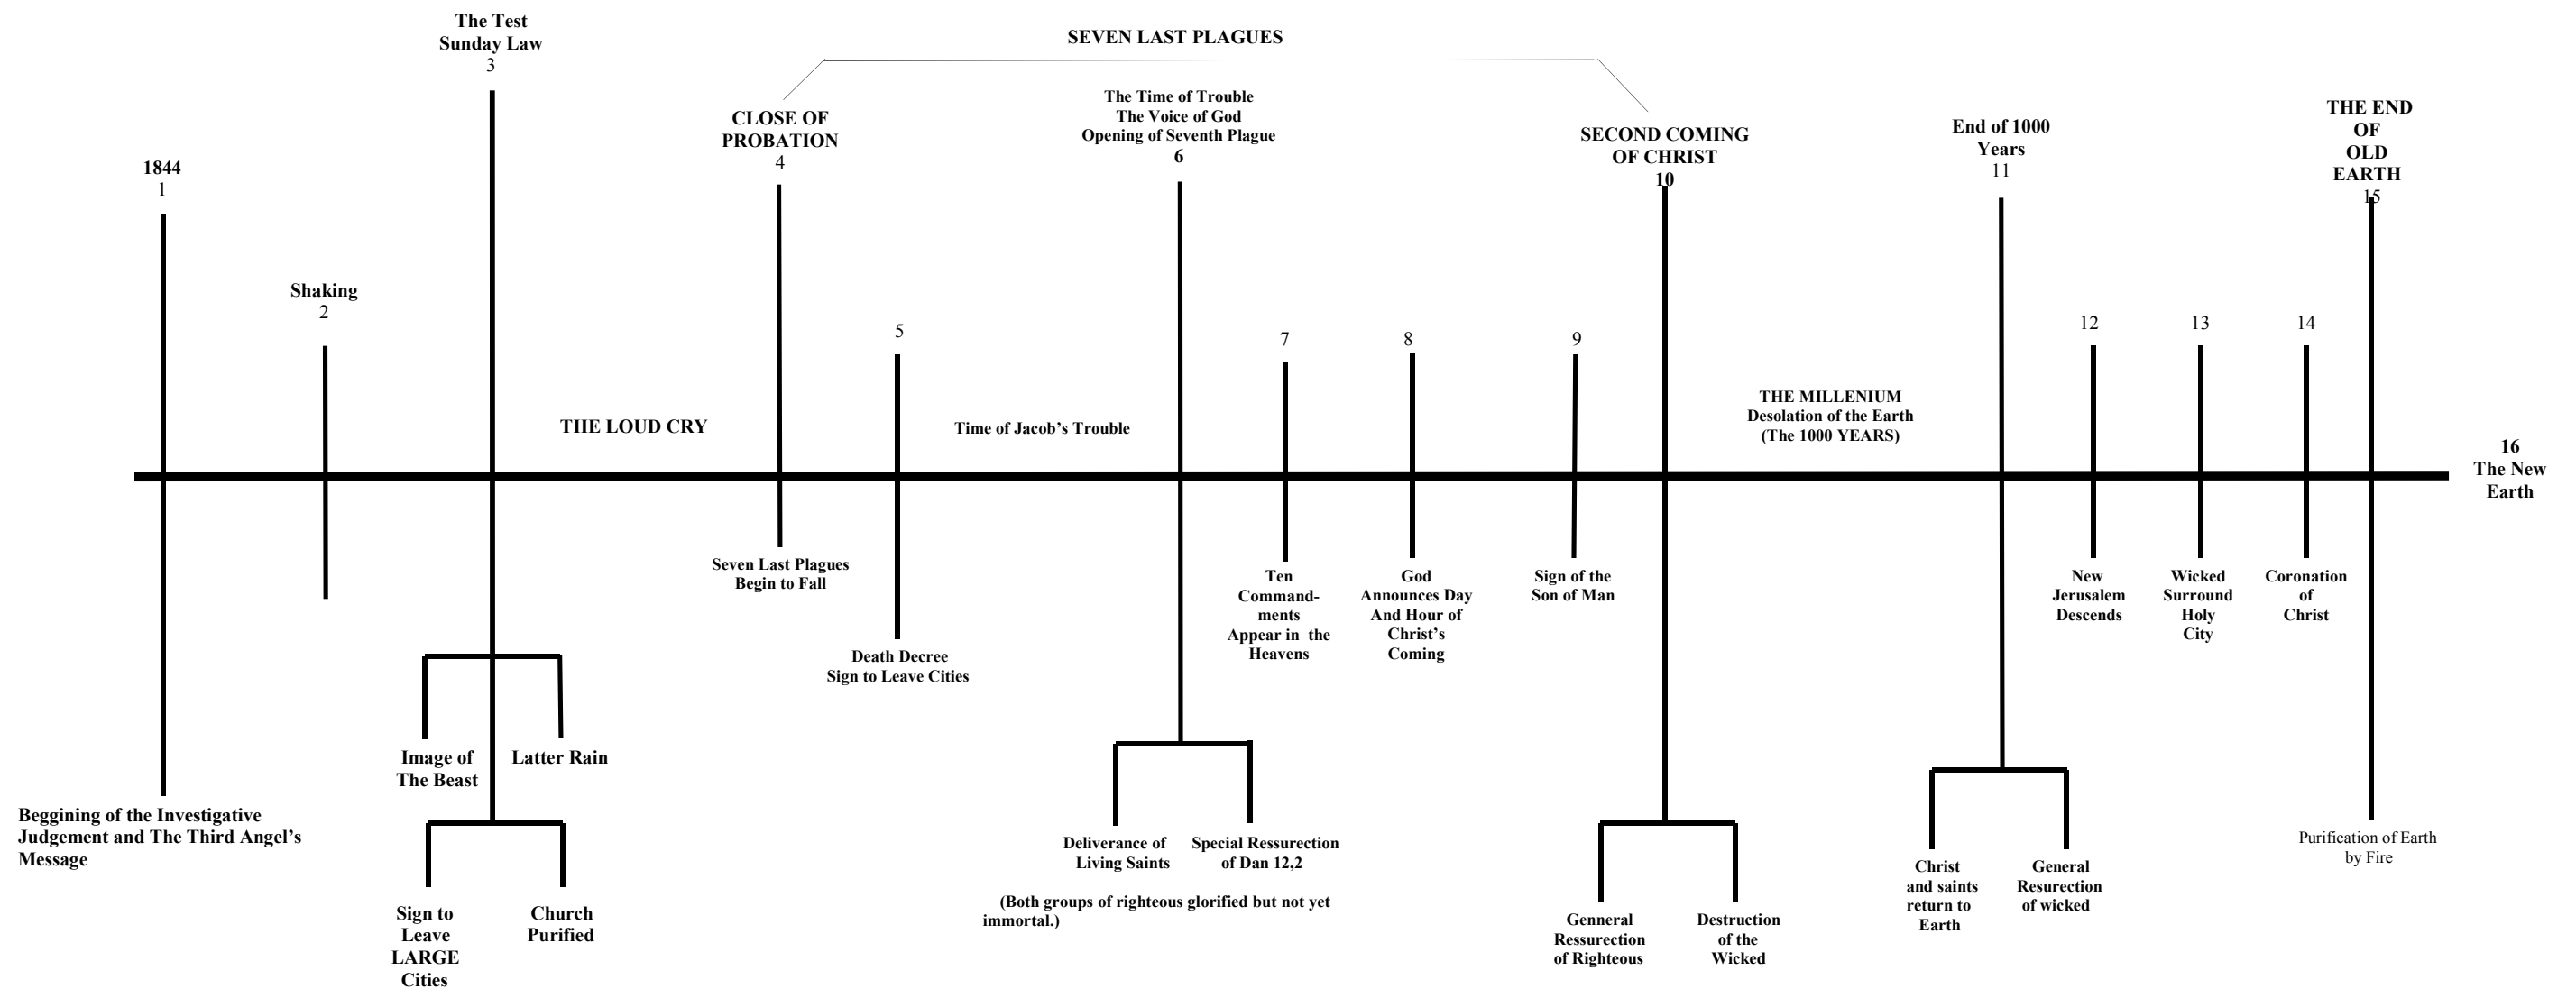 The Test
Sunday Law
3
SEVEN LAST PLAGUES
1844
1
Shaking
2
CLOSE OF
PROBATION
4
5
The Time of Trouble
The Voice of God
Opening of Seventh Plague
6
7
8
9
SECOND COMING
OF CHRIST
10
End of 1000
Years
11
12
13
14
THE END
OF
OLD
EARTH
15
THE LOUD CRY
Time of Jacob’s Trouble
THE MILLENIUM
Desolation of the Earth
(The 1000 YEARS)
16
The New
Earth
Beggining of the Investigative
Judgement and The Third Angel’s
Message
Image of
The Beast
Latter Rain
Sign to
Leave
LARGE
Cities
Church
Purified
Seven Last Plagues
Begin to Fall
Death Decree
Sign to Leave Cities
Deliverance of
Living Saints
Special Ressurection
of Dan 12,2
(Both groups of righteous glorified but not yet
immortal.)
Ten
Command-
ments
Appear in the
Heavens
God
Announces Day
And Hour of
Christ’s
Coming
Sign of the
Son of Man
Genneral
Ressurection
of Righteous
Destruction
of the
Wicked
Christ
and saints
return to
Earth
General
Resurection
of wicked
New
Jerusalem
Descends
Wicked
Surround
Holy
City
Coronation
of
Christ
Purification of Earth
by Fire